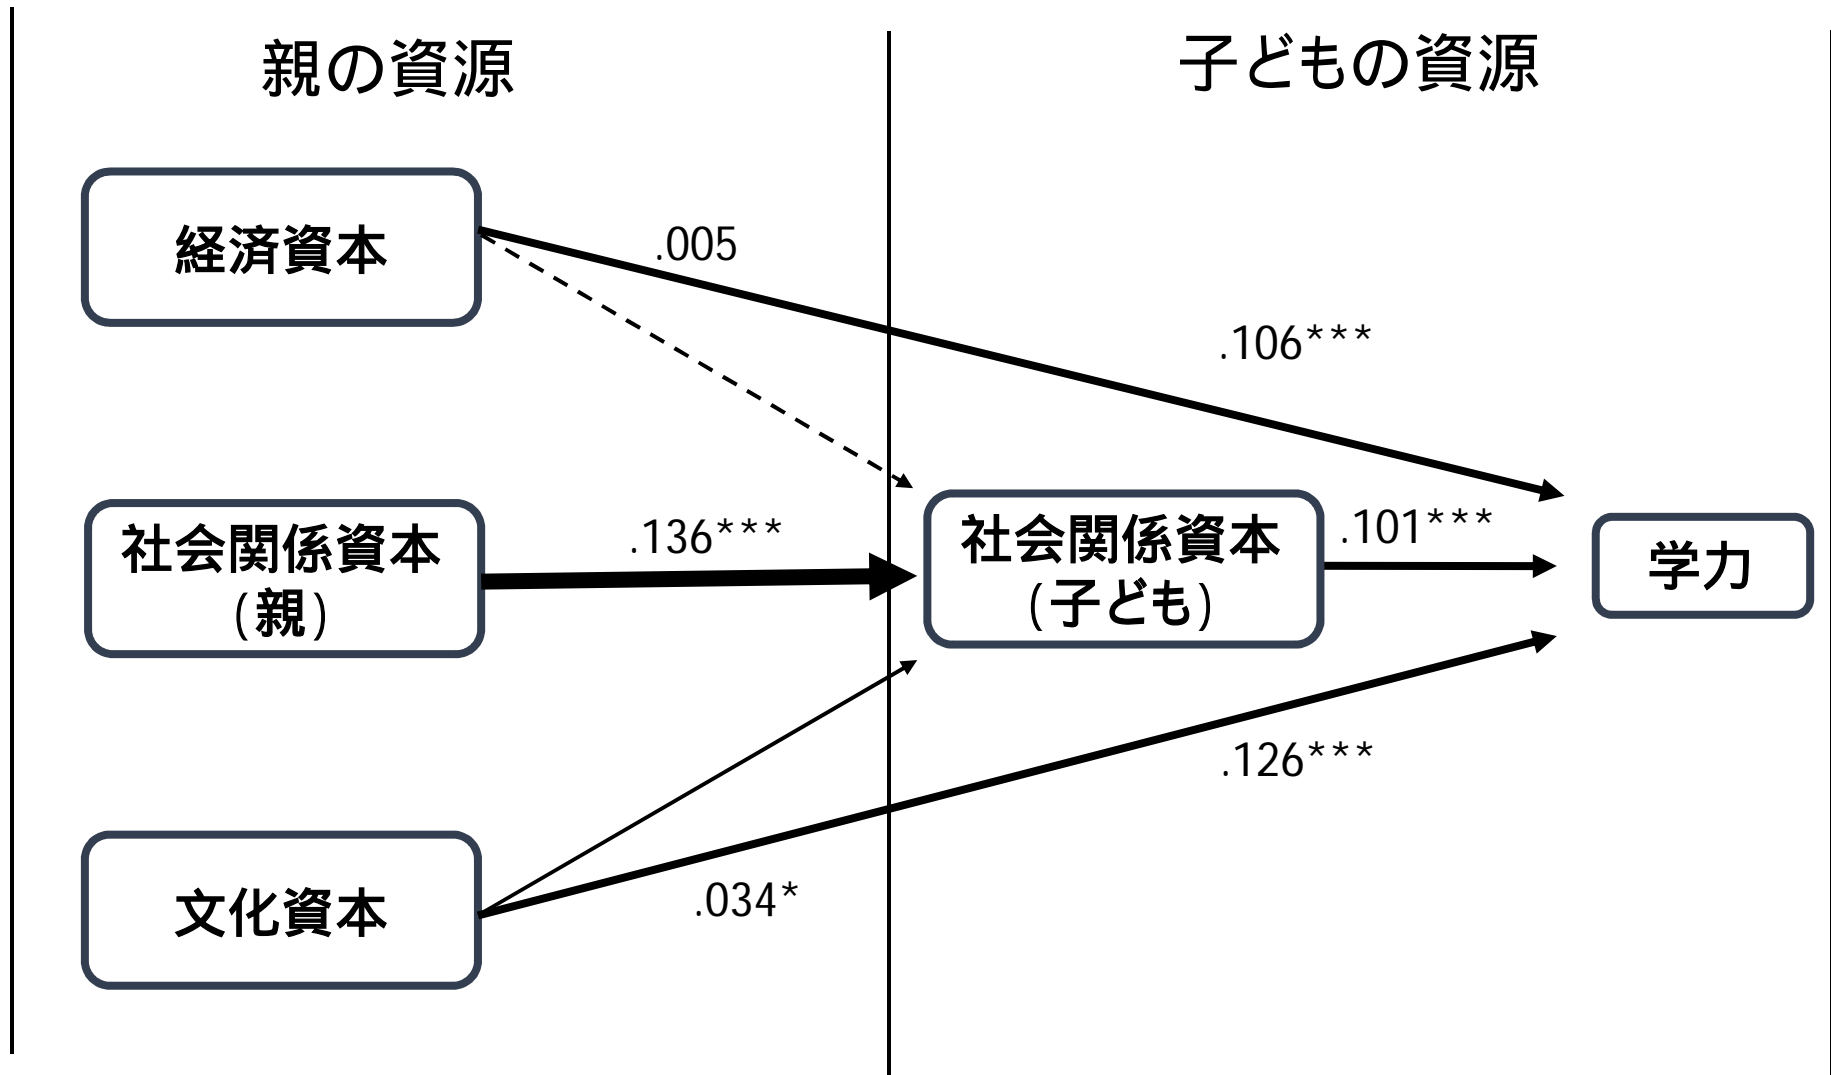 親の資源
子どもの資源
経済資本
.005
.106***
社会関係資本
(親)
.136***
社会関係資本
(子ども)
.101***
学力
.126***
文化資本
.034*